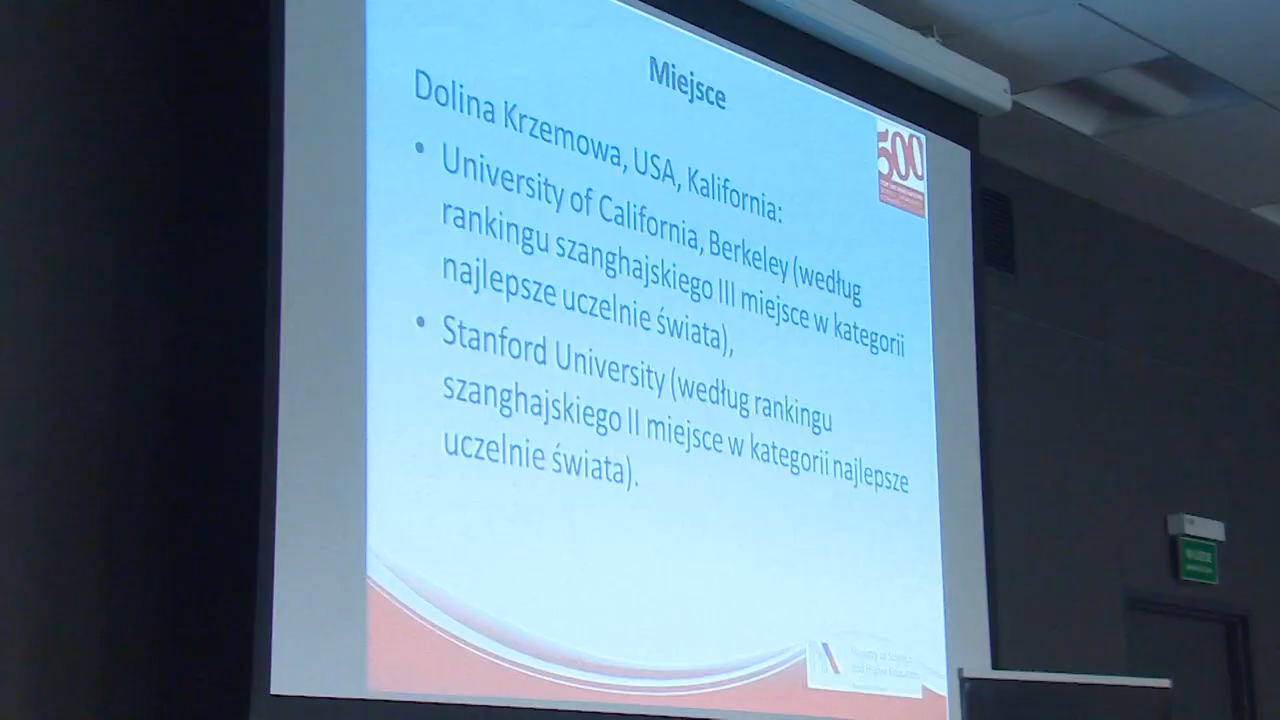 Miejsce
Dolina Krzemowa, USA, Kalifornia:
• University of California, Berkeley (według
rankingu szanghajskiego III miejsce w kategorii
najlepsze uczelnie świata),
• Stanford University (według rankingu
szanghajskiego II miejsce w kategorii najlepsze
uczelnie świata).
500